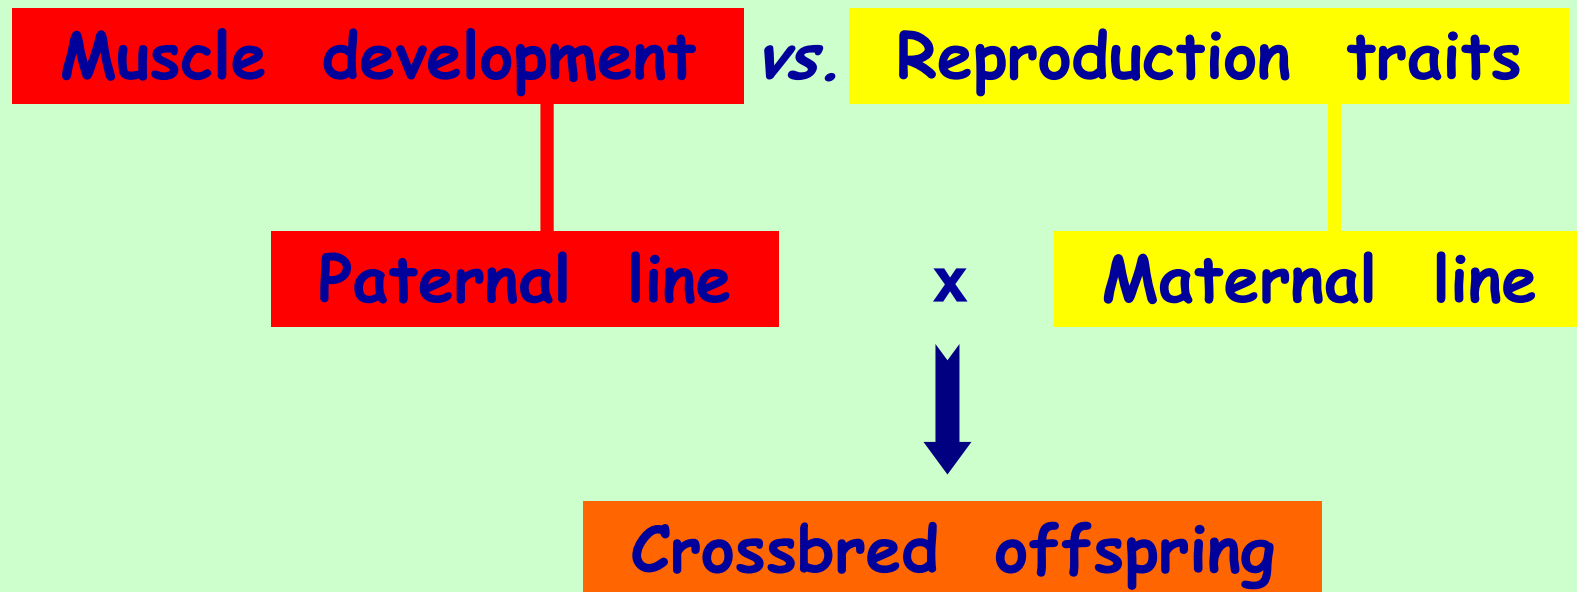 Muscle development vs. Reproduction traits
Paternal line x Maternal line
Crossbred offspring